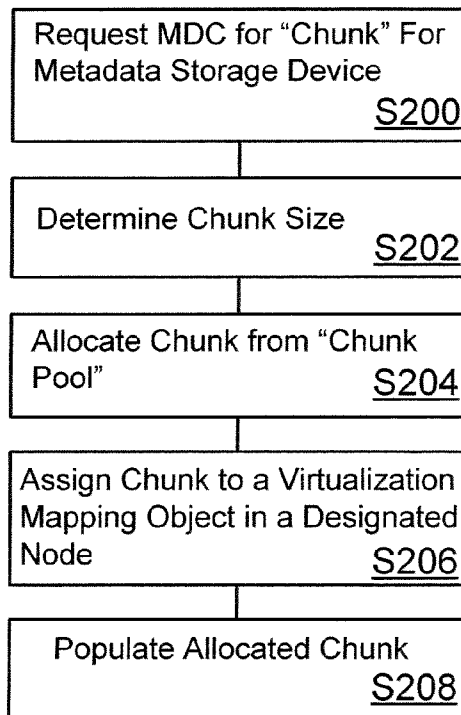 Request MDC for “Chunk” For
Metadata Storage Device
S200
Determine Chunk Size
S202
Allocate Chunk from “Chunk
Pool”
S204
Assign Chunk to a Virtualization
Mapping Object in a Designated
Node
S206
Populate Allocated Chunk
S208